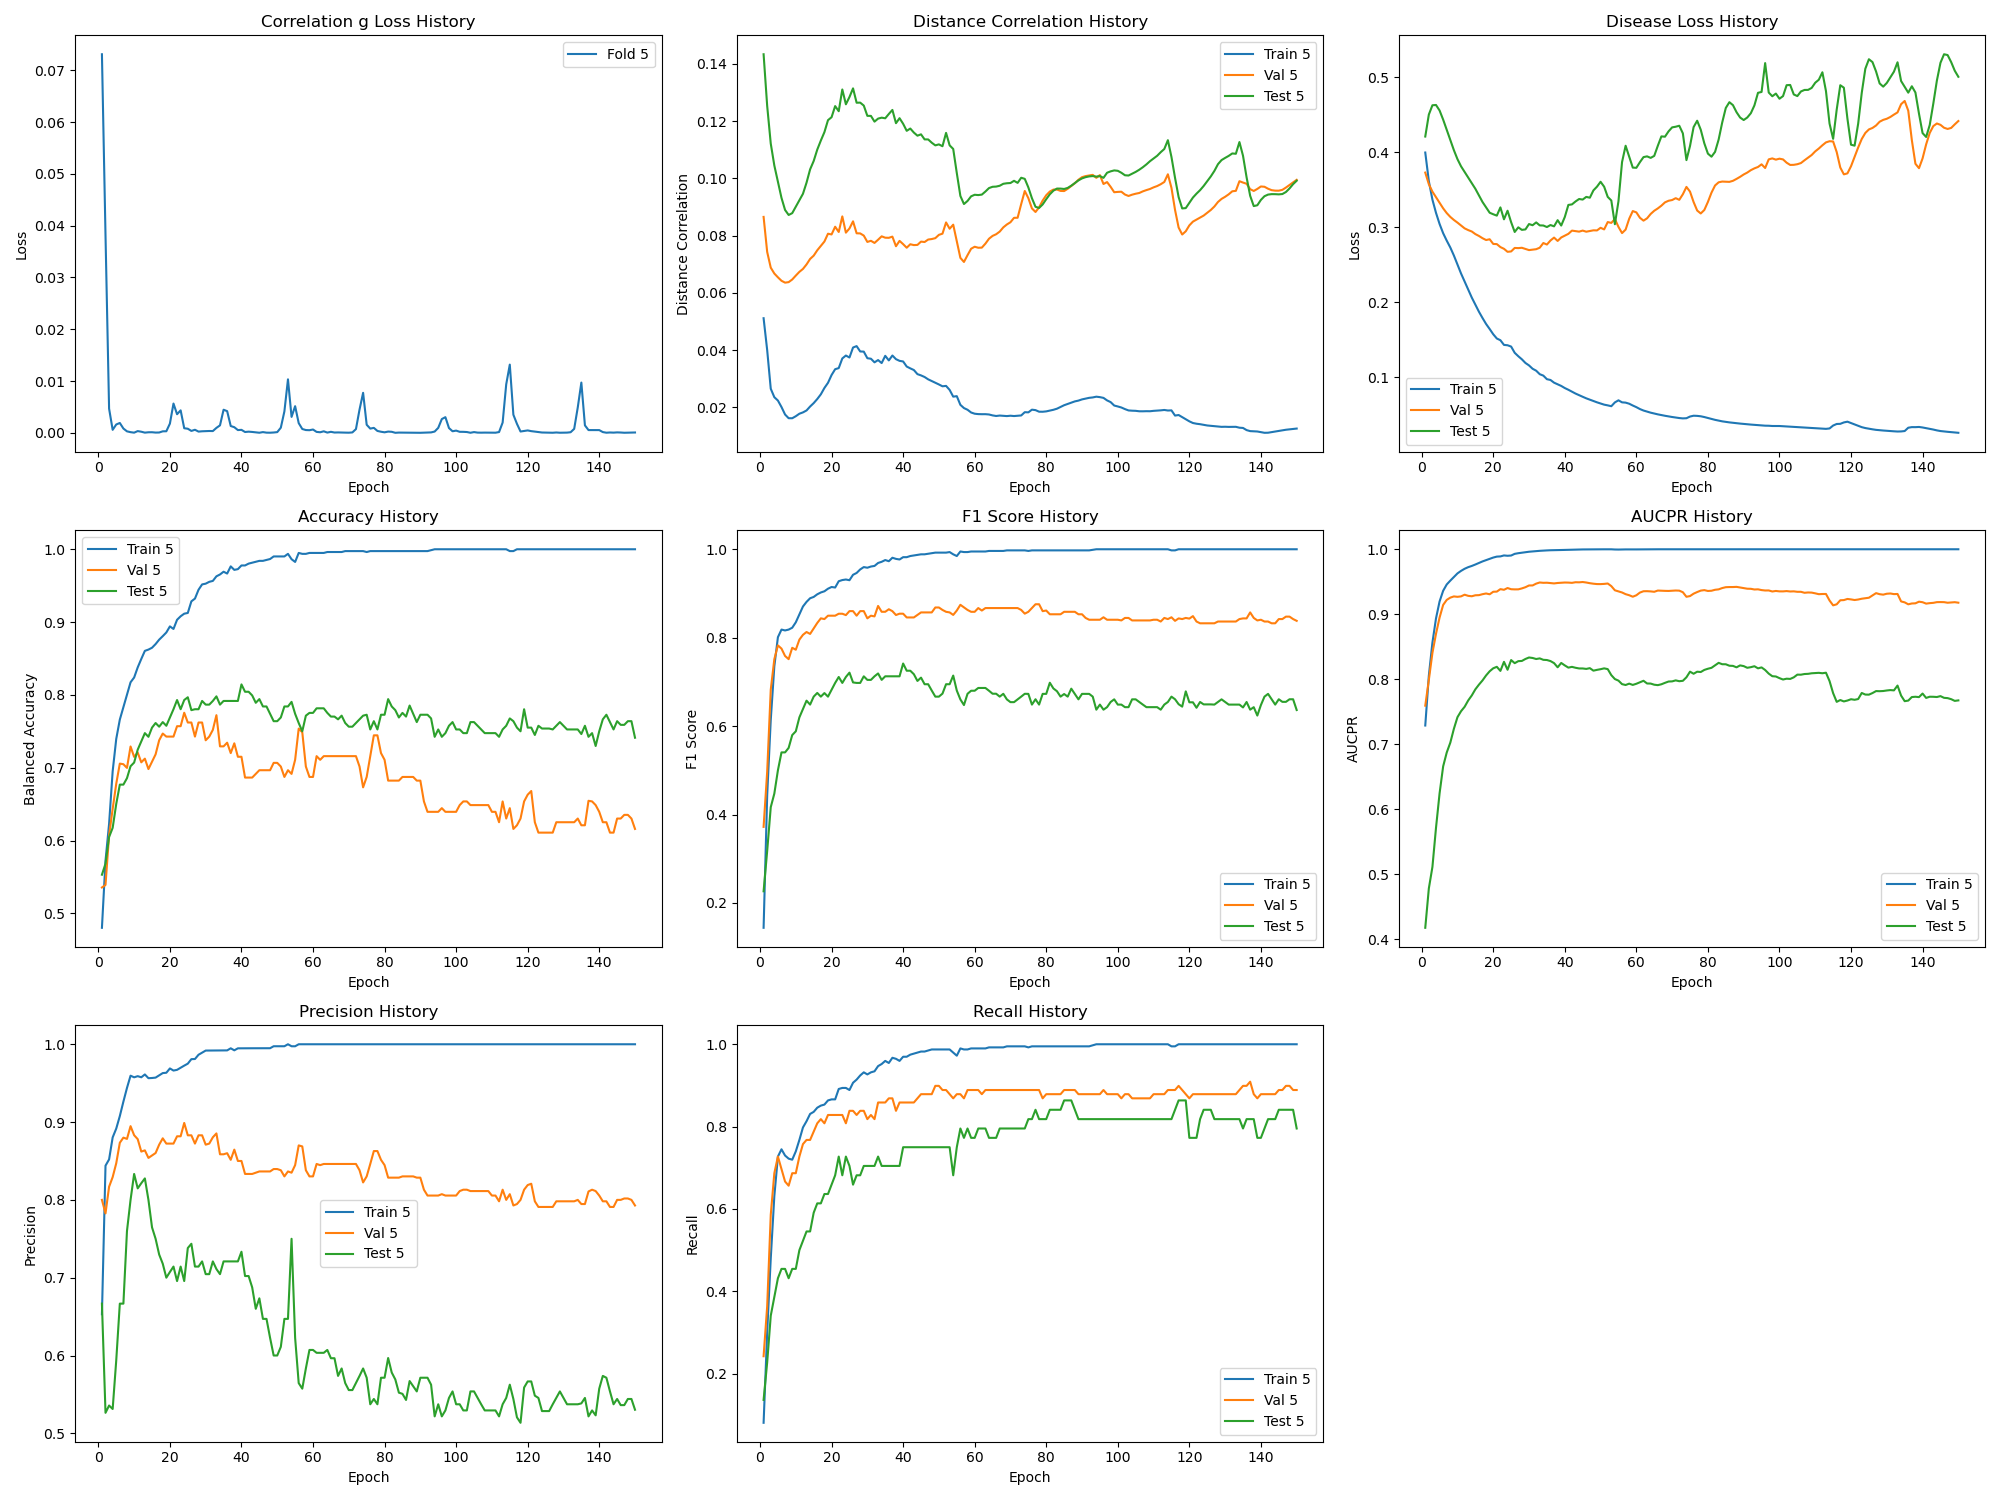 Correlation g Loss History
Loss
0.07
0.06
0.05
0.04
0.03
0.02
0.01
0.00
Fold 5
0 20 40 60 80 100 120 140
Epoch
Distance Correlation History
Distance Correlation
0.14
0.12
0.10
0.08
0.06
0.04
0.02
Train 5
Val 5
Test 5
0 20 40 60 80 100 120 140
Epoch
Disease Loss History
Loss
0.5
0.4
0.3
0.2
0.1
Train 5
Val 5
Test 5
0 20 40 60 80 100 120 140
Epoch
Accuracy History
Balanced Accuracy
1.0
0.9
0.8
0.7
0.6
0.5
Train 5
Val 5
Test 5
0 20 40 60 80 100 120 140
Epoch
F1 Score History
F1 Score
1.0
0.8
0.6
0.4
0.2
Train 5
Val 5
Test 5
0 20 40 60 80 100 120 140
Epoch
AUCPR History
AUCPR
1.0
0.9
0.8
0.7
0.6
0.5
0.4
Train 5
Val 5
Test 5
0 20 40 60 80 100 120 140
Epoch
Precision History
Precision
1.0
0.9
0.8
0.7
0.6
0.5
Train 5
Val 5
Test 5
0 20 40 60 80 100 120 140
Epoch
Recall History
Recall
1.0
0.8
0.6
0.4
0.2
Train 5
Val 5
Test 5
0 20 40 60 80 100 120 140
Epoch